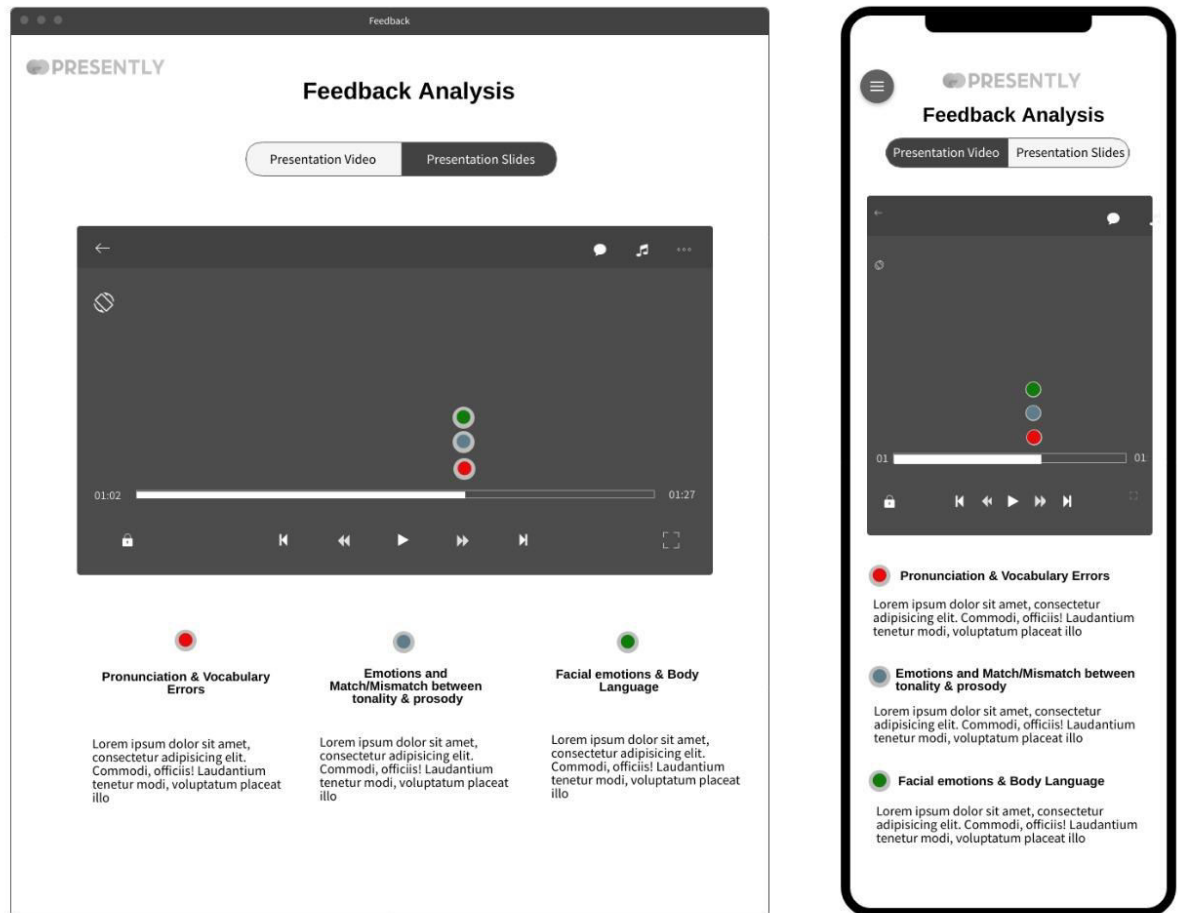 Feedback
PRESENTLY
Feedback Analysis
Presentation Video
Presentation Slides
01:02
01:27
Pronunciation & Vocabulary
Errors
Lorem ipsum dolor sit amet,
consectetur adipisicing elit.
Commodi, officiis! Laudantium
tenetur modi, voluptatum placeat
illo
Emotions and
Match/Mismatch between
tonality & prosody
Lorem ipsum dolor sit amet,
consectetur adipisicing elit.
Commodi, officiis! Laudantium
tenetur modi, voluptatum placeat
illo
Facial emotions & Body
Language
Lorem ipsum dolor sit amet,
consectetur adipisicing elit.
Commodi, officiis! Laudantium
tenetur modi, voluptatum placeat
illo
PRESENTLY
Feedback Analysis
Presentation Video
Presentation Slides
01
01:
Pronunciation & Vocabulary Errors
Lorem ipsum dolor sit amet, consectetur
adipisicing elit. Commodi, officiis! Laudantium
tenetur modi, voluptatum placeat illo
Emotions and Match/Mismatch between
tonality & prosody
Lorem ipsum dolor sit amet, consectetur
adipisicing elit. Commodi, officiis! Laudantium
tenetur modi, voluptatum placeat illo
Facial emotions & Body Language
Lorem ipsum dolor sit amet, consectetur
adipisicing elit. Commodi, officiis! Laudantium
tenetur modi, voluptatum placeat illo